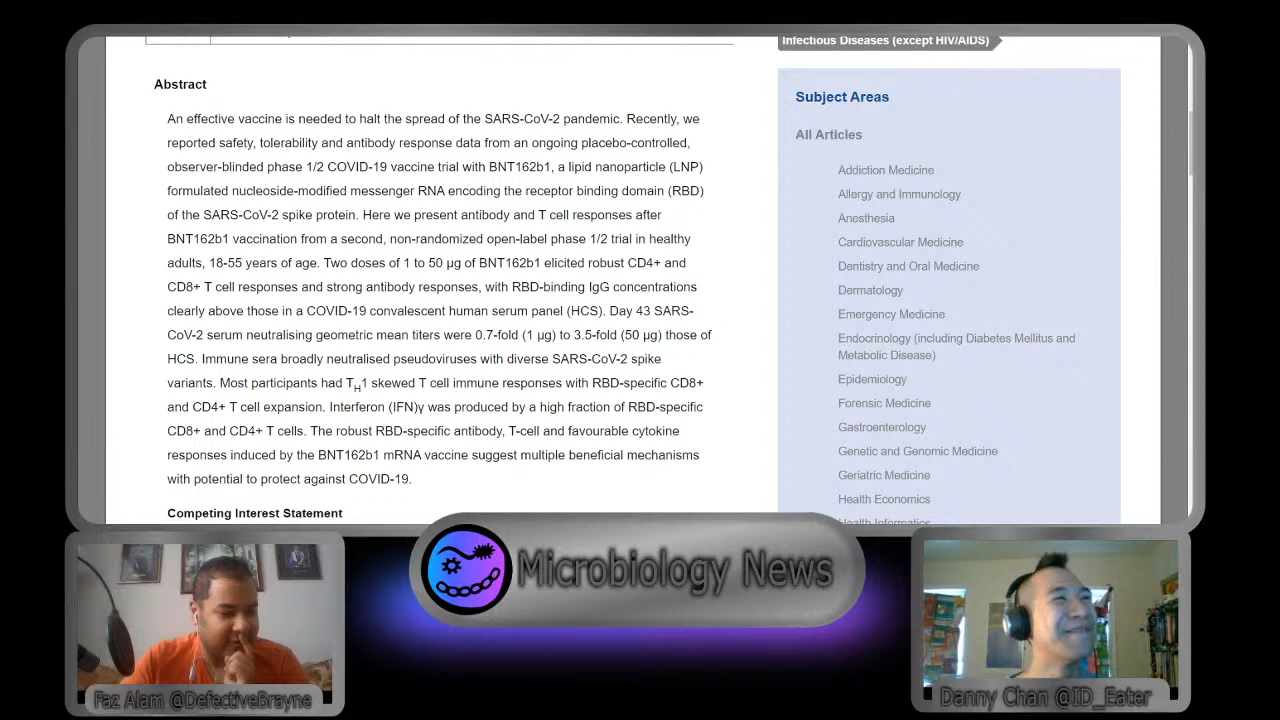 Infectious Diseases (except HIV/AIDS)
Abstract
An effective vaccine is needed to halt the spread of the SARS-CoV-2 pandemic. Recently, we
reported safety, tolerability and antibody response data from an ongoing placebo-controlled,
observer-blinded phase 1/2 COVID-19 vaccine trial with BNT162b1, a lipid nanoparticle (LNP)
formulated nucleoside-modified messenger RNA encoding the receptor binding domain (RBD)
of the SARS-CoV-2 spike protein. Here we present antibody and T cell responses after
BNT162b1 vaccination from a second, non-randomized open-label phase 1/2 trial in healthy
adults, 18-55 years of age. Two doses of 1 to 50 μg of BNT162b1 elicited robust CD4+ and
CD8+ T cell responses and strong antibody responses, with RBD-binding IgG concentrations
clearly above those in a COVID-19 convalescent human serum panel (HCS). Day 43 SARS-
CoV-2 serum neutralising geometric mean titers were 0.7-fold (1 μg) to 3.5-fold (50 μg) those of
HCS. Immune sera broadly neutralised pseudoviruses with diverse SARS-CoV-2 spike
variants. Most participants had TH1 skewed T cell immune responses with RBD-specific CD8+
and CD4+ T cell expansion. Interferon (IFN)γ was produced by a high fraction of RBD-specific
CD8+ and CD4+ T cells. The robust RBD-specific antibody, T-cell and favourable cytokine
responses induced by the BNT162b1 mRNA vaccine suggest multiple beneficial mechanisms
with potential to protect against COVID-19.
Competing Interest Statement
Subject Areas
All Articles
Addiction Medicine
Allergy and Immunology
Anesthesia
Cardiovascular Medicine
Dentistry and Oral Medicine
Dermatology
Emergency Medicine
Endocrinology (including Diabetes Mellitus and
Metabolic Disease)
Epidemiology
Forensic Medicine
Gastroenterology
Genetic and Genomic Medicine
Geriatric Medicine
Health Economics
Health Informatics
Microbiology News
Faz Alam @DefectiveBrayne
Danny Chan @ID_Eater